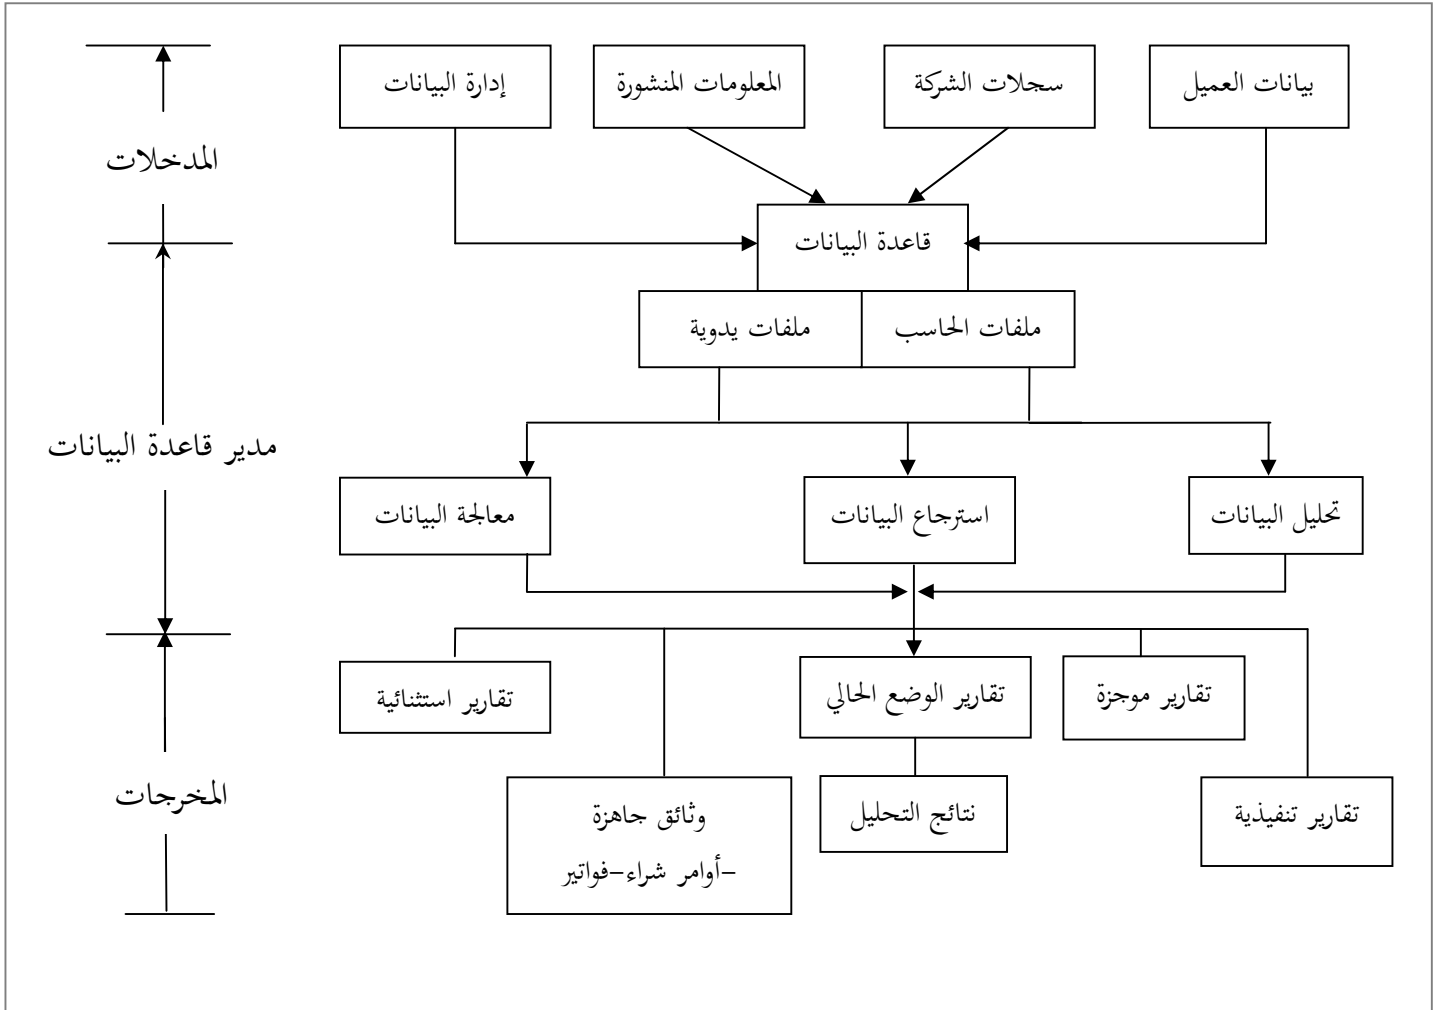 بيانات العميل
سجلات الشركة
المعلومات المنشورة
إدارة البيانات
المدخلات
قاعدة البيانات
ملفات الحاسب
ملفات يدوية
مدير قاعدة البيانات
تحليل البيانات
استرجاع البيانات
معالجة البيانات
تقارير موجزة
تقارير الوضع الحالي
تقارير استثنائية
المخرجات
تقارير تنفيذية
نتائج التحليل
وثائق جاهزة
-أوامر شراء-فواتير